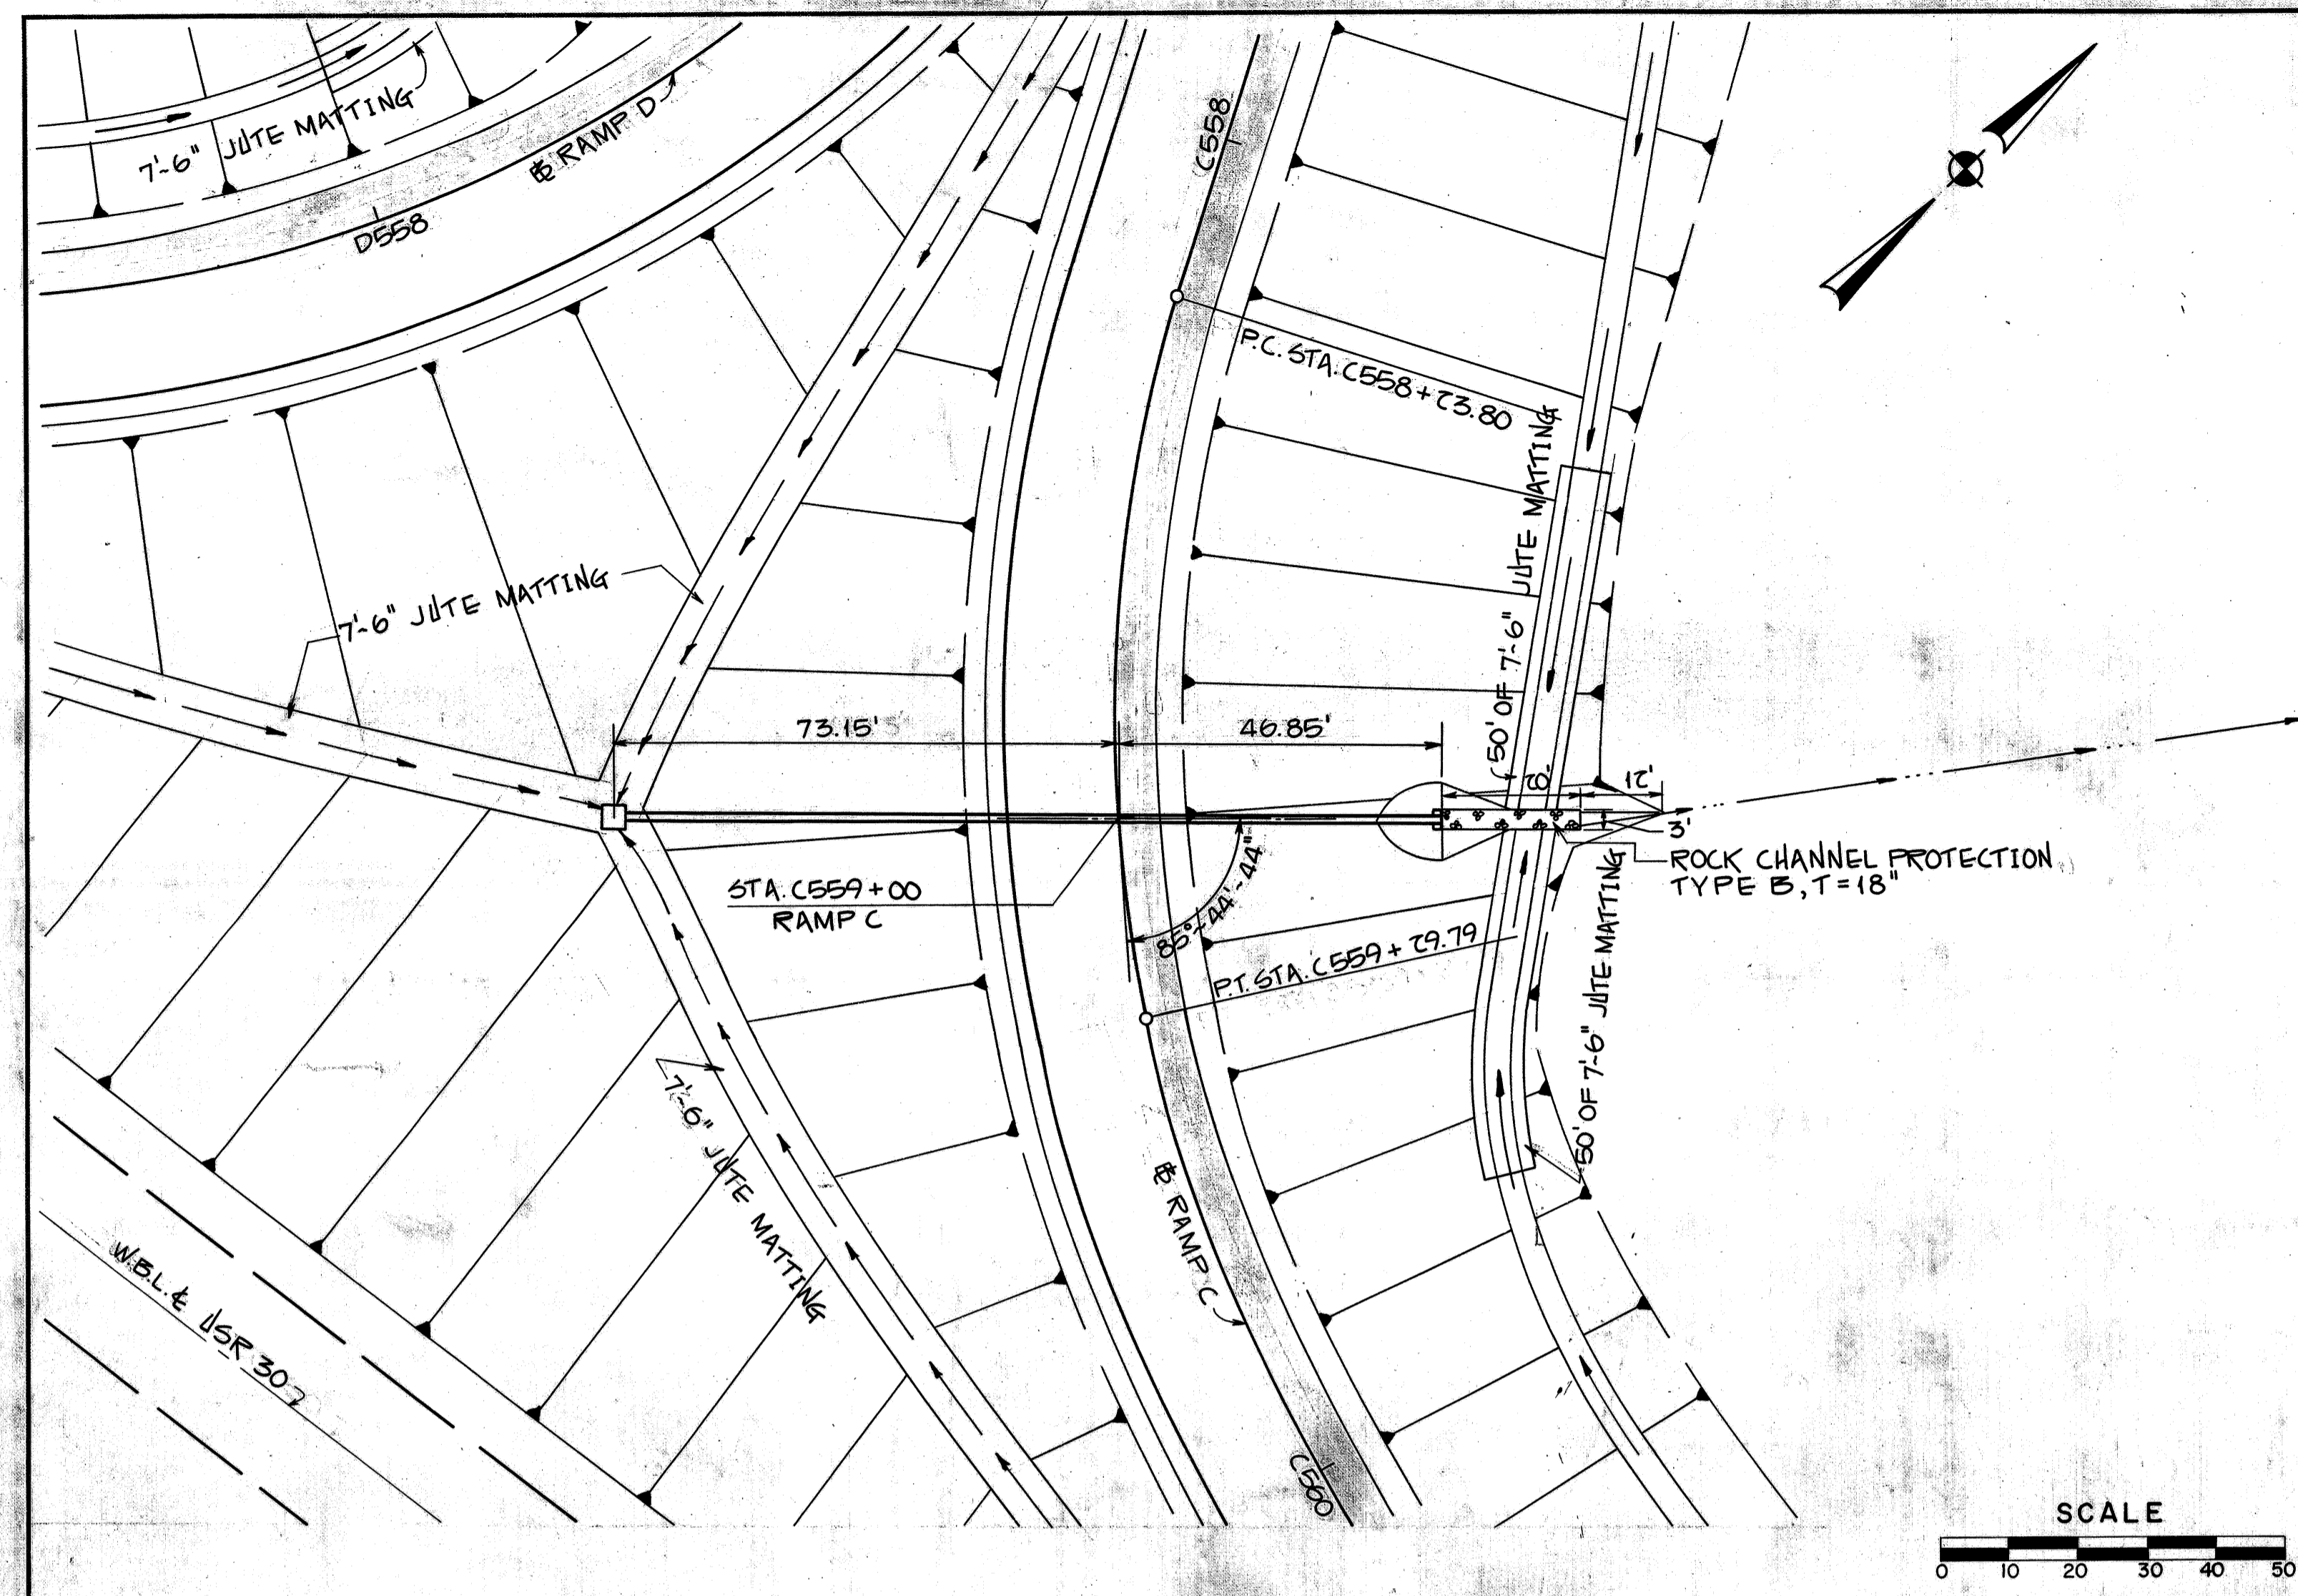 7'-6" JUTE MATTING
℄ RAMP D
D558
C558
P.C. STA. C558+23.80
7'-6" JUTE MATTING
50' OF 7'-6" JUTE MATTING
73.15'
46.85'
12'
3'
ROCK CHANNEL PROTECTION
TYPE B, T=18"
STA. C559+00
RAMP C
85°-44'-44"
P.T. STA. C559+29.79
50' OF 7'-6" JUTE MATTING
7'-6" JUTE MATTING
℄ RAMP C
W.B.L. ℄ USR 30
C560
SCALE
0 10 20 30 40 50